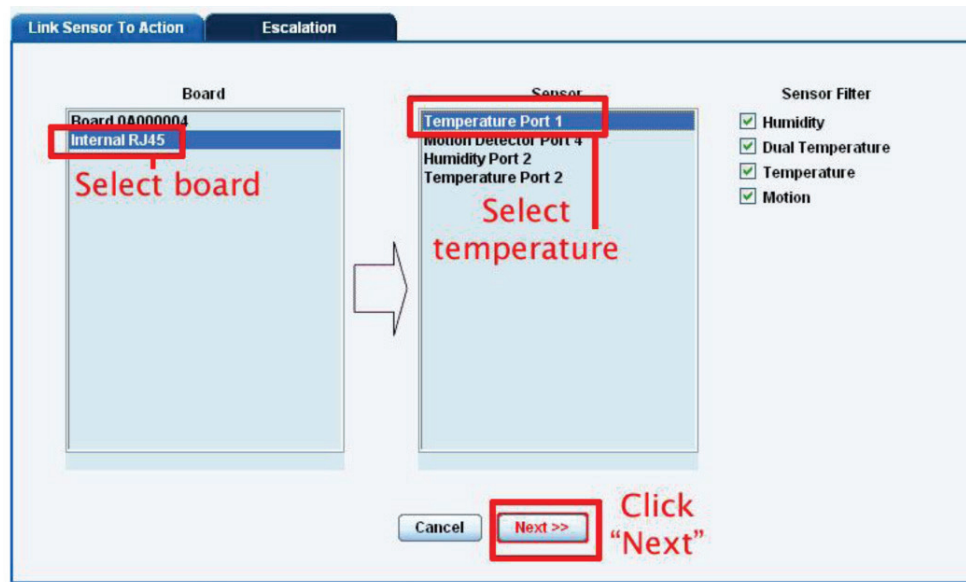 Link Sensor To Action
Escalation
Board
Sensor
Sensor Filter
Board 0A000004
Internal RJ45
Select board
Temperature Port 1
Motion Detector Port 4
Humidity Port 2
Temperature Port 2
Select
temperature
Humidity
Dual Temperature
Temperature
Motion
Cancel
Next >>
Click
“Next”